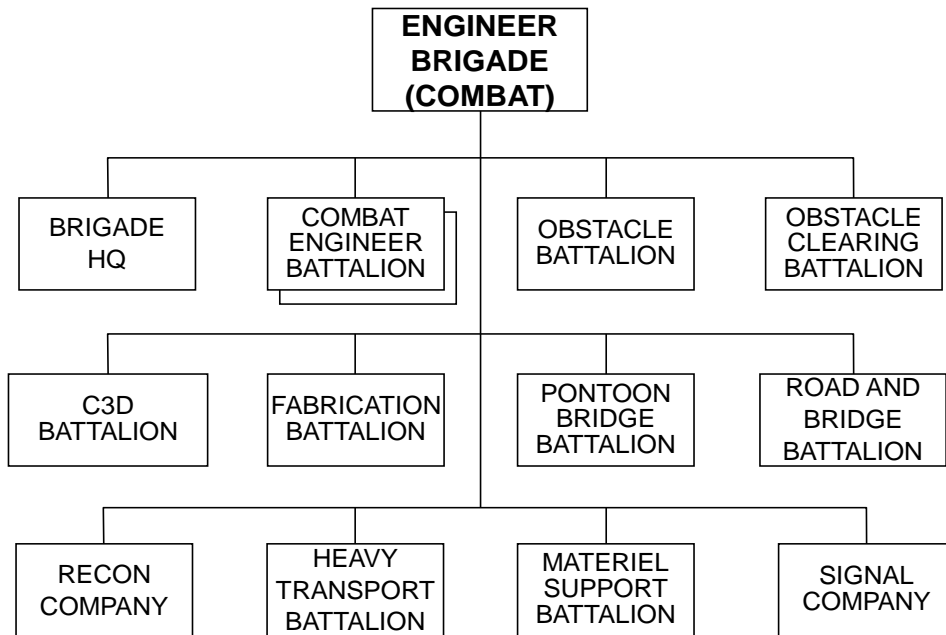 ENGINEER
BRIGADE
(COMBAT)
BRIGADE
HQ
COMBAT
ENGINEER
BATTALION
OBSTACLE
BATTALION
OBSTACLE
CLEARING
BATTALION
C3D
BATTALION
FABRICATION
BATTALION
PONTOON
BRIDGE
BATTALION
ROAD AND
BRIDGE
BATTALION
RECON
COMPANY
HEAVY
TRANSPORT
BATTALION
MATERIEL
SUPPORT
BATTALION
SIGNAL
COMPANY